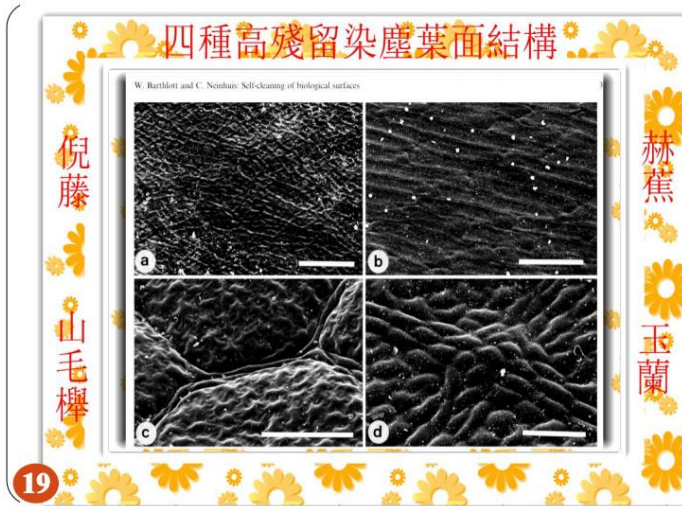 四種高殘留染塵葉面結構
W. Barthlott and C. Neinhuis: Self-cleaning of biological surfaces
倪藤
赫蕉
a
b
山毛櫸
玉蘭
c
d
19